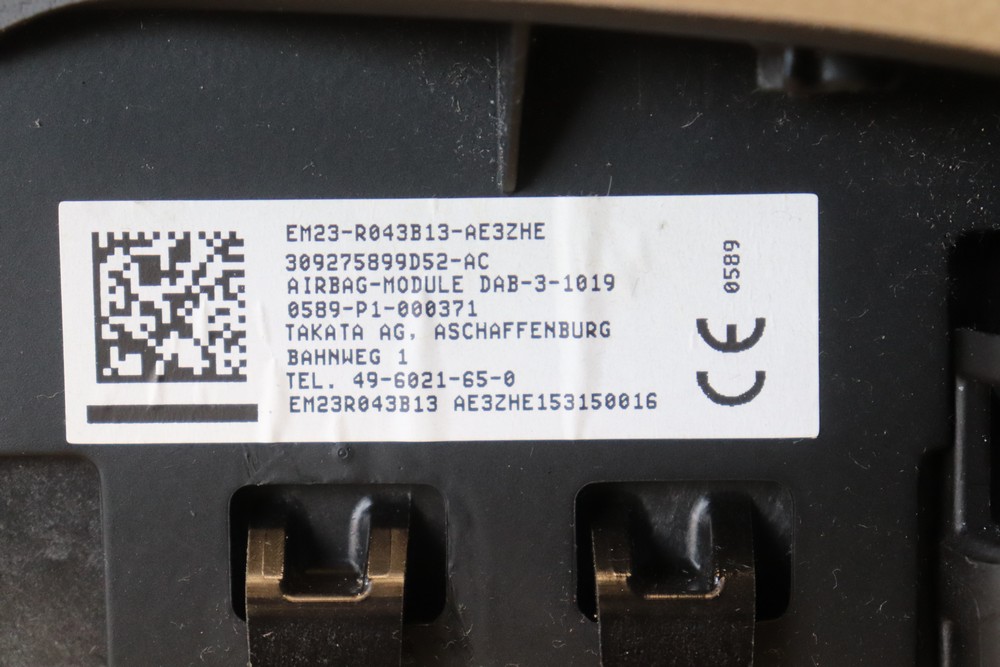 EM23-R043B13-AE3ZHE
309275899D52-AC
AIRBAG-MODULE DAB-3-1019
0589-P1-000371
TAKATA AG, ASCHAFFENBURG
BAHNWEG 1
TEL. 49-6021-65-0
EM23R043B13 AE3ZHE153150016
0589
CE